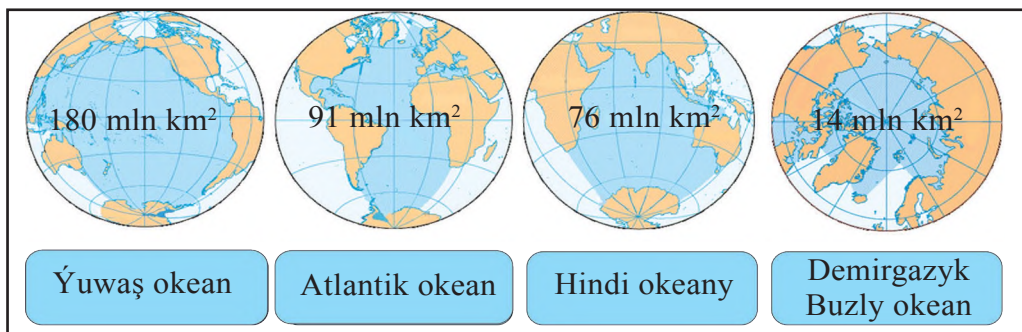 180 mln km²
91 mln km²
76 mln km²
14 mln km²
Ýuwaş okean
Atlantik okean
Hindi okeany
Demirgazyk
Buzly okean